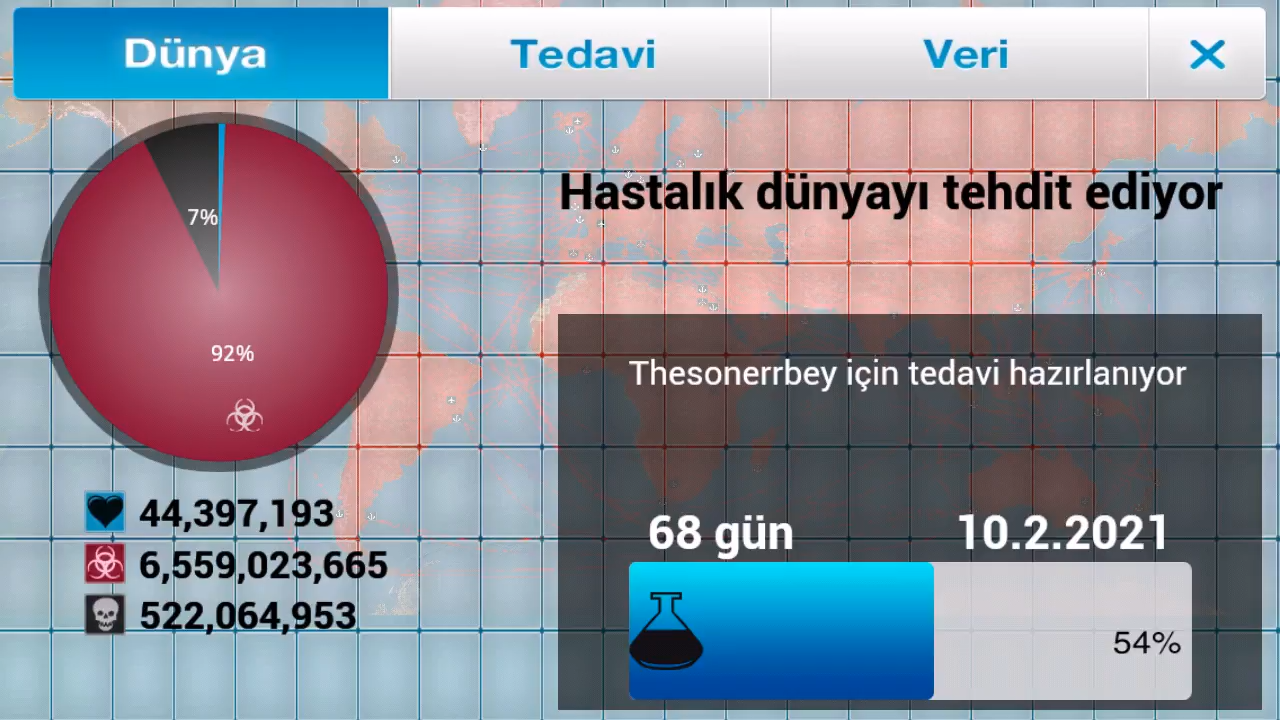 Dünya
Tedavi
Veri
Hastalık dünyayı tehdit ediyor
7%
92%
Thesonerrbey için tedavi hazırlanıyor
44,397,193
6,559,023,665
522,064,953
68 gün
10.2.2021
54%